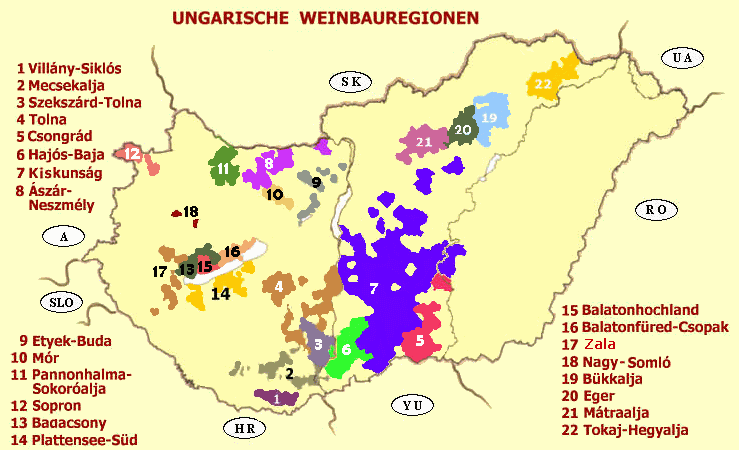 UNGARISCHE WEINBAUREGIONEN
1 Villány-Siklós
2 Mecsekalja
3 Szekszárd-Tolna
4 Tolna
5 Csongrád
6 Hajós-Baja
7 Kiskunság
8 Ászár-
Neszmély
SK
UA
A
SLO
RO
HR
YU
12
11
8
10
9
18
17
13
15
16
14
4
3
2
1
6
7
5
21
20
19
22
9 Etyek-Buda
10 Mór
11 Pannonhalma-
Sokoróalja
12 Sopron
13 Badacsony
14 Plattensee-Süd
15 Balatonhochland
16 Balatonfüred-Csopak
17 Zala
18 Nagy-Somló
19 Bükkalja
20 Eger
21 Mátraalja
22 Tokaj-Hegyalja